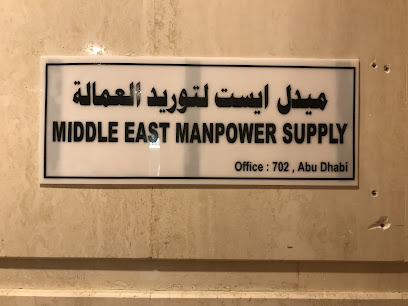 ميدل ايست لتوريد العمالة
MIDDLE EAST MANPOWER SUPPLY
Office : 702 , Abu Dhabi